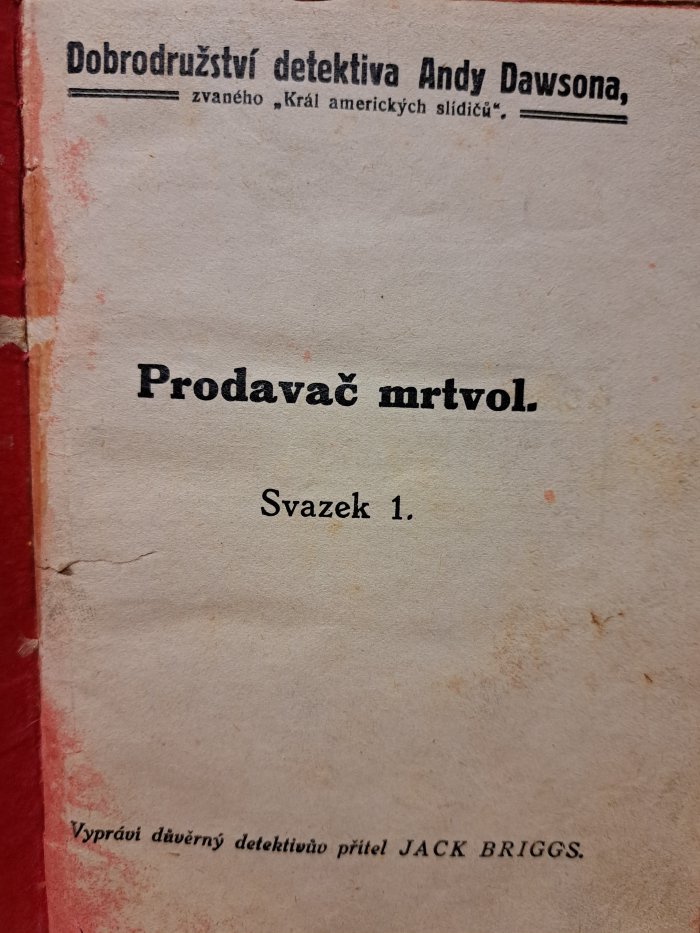 Dobrodružství detektiva Andy Dawsona,
zvaného „Král amerických slídičů“.
Prodavač mrtvol.
Svazek 1.
Vypráví důvěrný detektivův přítel JACK BRIGGS.